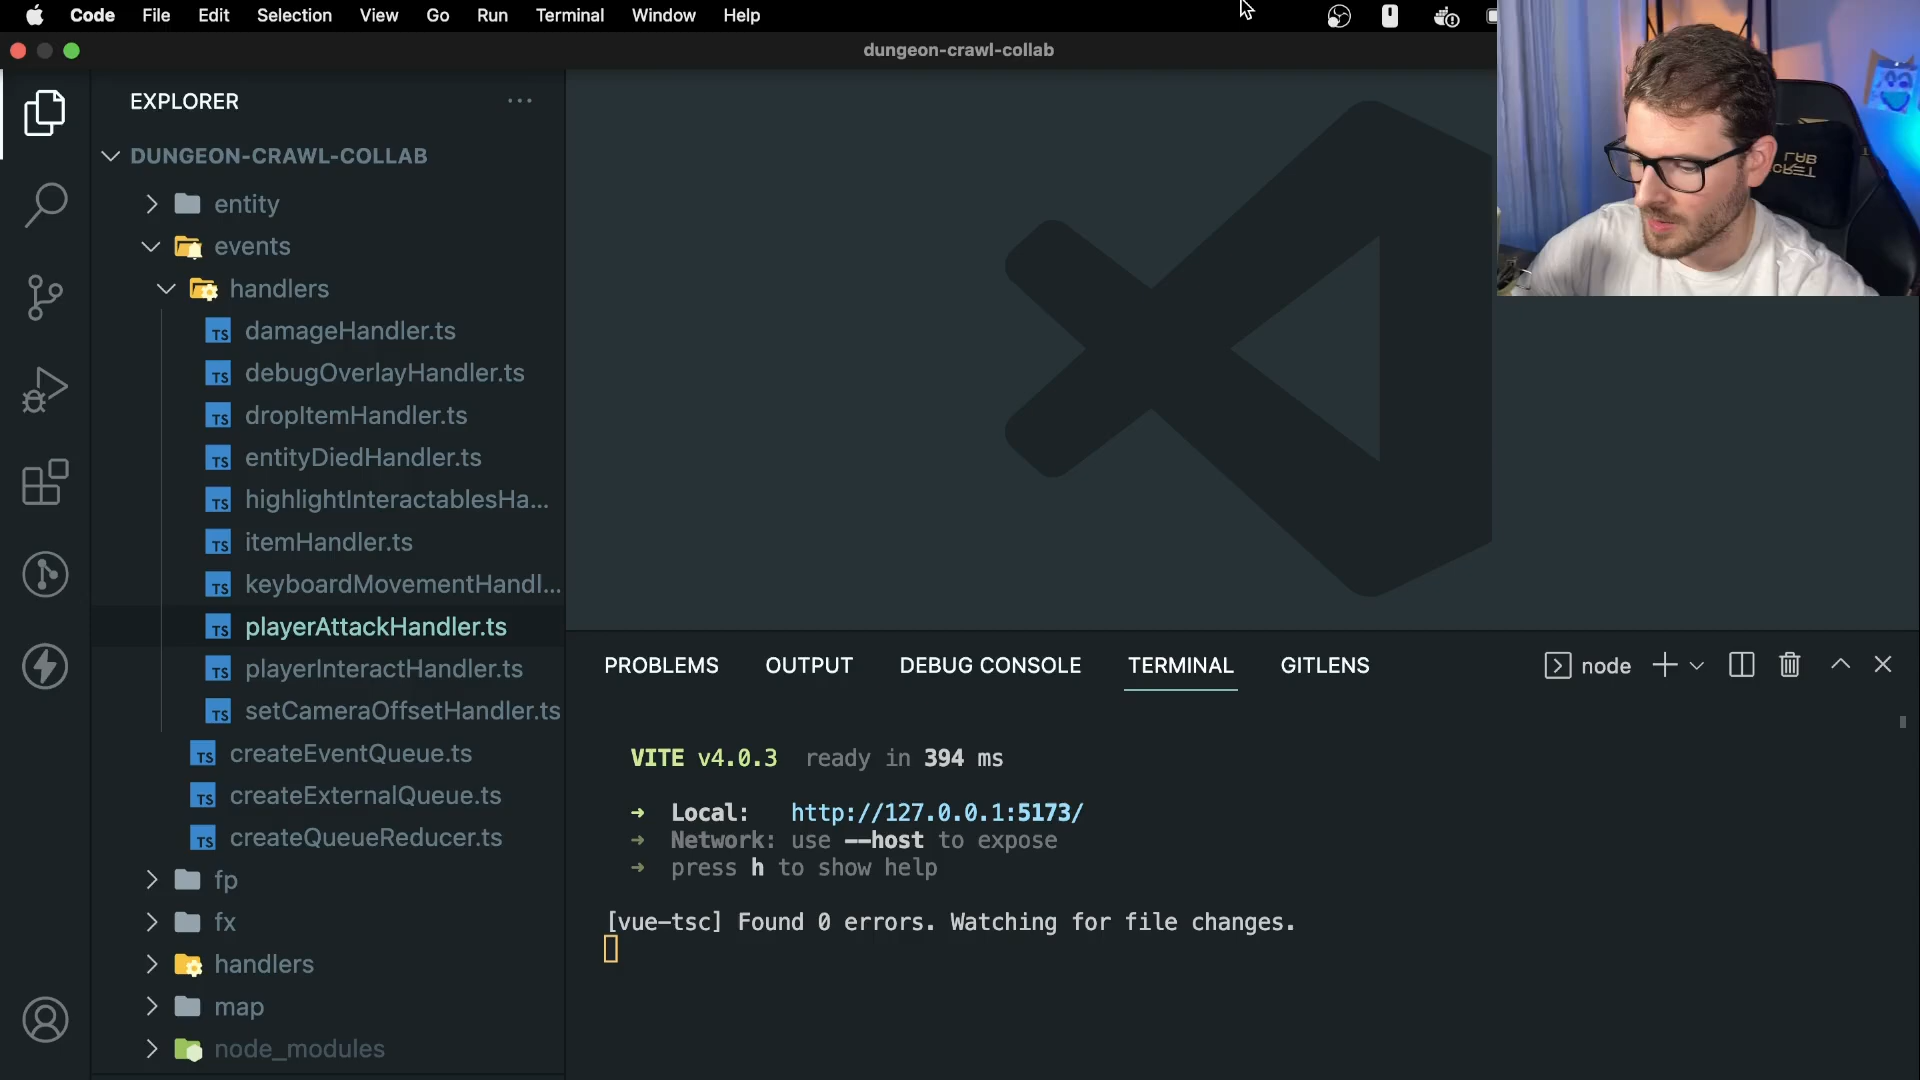 Code File Edit Selection View Go Run Terminal Window Help
dungeon-crawl-collab
EXPLORER
DUNGEON-CRAWL-COLLAB
entity
events
handlers
damageHandler.ts
debugOverlayHandler.ts
dropItemHandler.ts
entityDiedHandler.ts
highlightInteractablesHa...
itemHandler.ts
keyboardMovementHandl...
playerAttackHandler.ts
playerInteractHandler.ts
setCameraOffsetHandler.ts
createEventQueue.ts
createExternalQueue.ts
createQueueReducer.ts
fp
fx
handlers
map
node_modules
PROBLEMS OUTPUT DEBUG CONSOLE TERMINAL GITLENS
node
VITE v4.0.3 ready in 394 ms
➜ Local: http://127.0.0.1:5173/
➜ Network: use --host to expose
➜ press h to show help
[vue-tsc] Found 0 errors. Watching for file changes.